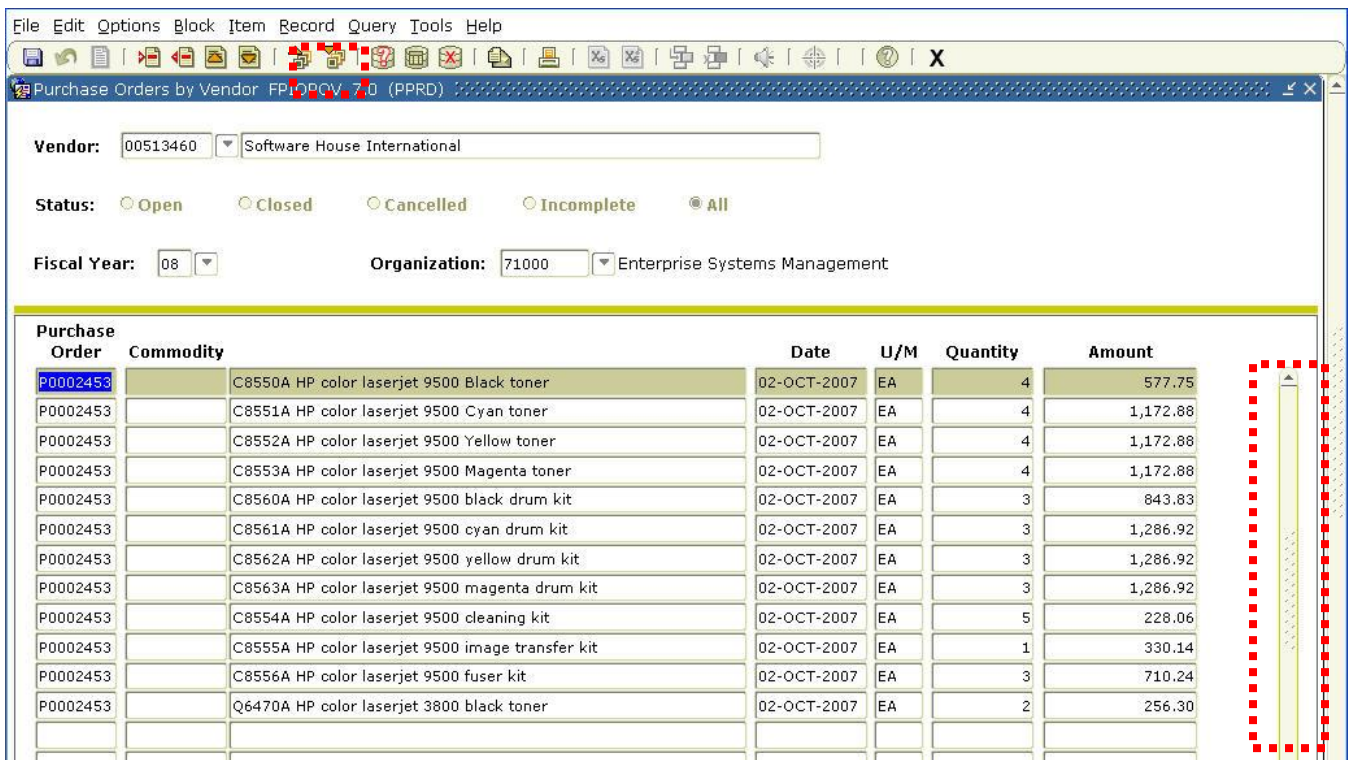 File Edit Options Block Item Record Query Tools Help
X
Purchase Orders by Vendor FPIOPOV 7.0 (PPRD)
Vendor: 00513460 Software House International
Status: Open Closed Cancelled Incomplete All
Fiscal Year: 08 Organization: 71000 Enterprise Systems Management
Purchase
Order Commodity Date U/M Quantity Amount
P0002453 C8550A HP color laserjet 9500 Black toner 02-OCT-2007 EA 4 577.75
P0002453 C8551A HP color laserjet 9500 Cyan toner 02-OCT-2007 EA 4 1,172.88
P0002453 C8552A HP color laserjet 9500 Yellow toner 02-OCT-2007 EA 4 1,172.88
P0002453 C8553A HP color laserjet 9500 Magenta toner 02-OCT-2007 EA 4 1,172.88
P0002453 C8560A HP color laserjet 9500 black drum kit 02-OCT-2007 EA 3 843.83
P0002453 C8561A HP color laserjet 9500 cyan drum kit 02-OCT-2007 EA 3 1,286.92
P0002453 C8562A HP color laserjet 9500 yellow drum kit 02-OCT-2007 EA 3 1,286.92
P0002453 C8563A HP color laserjet 9500 magenta drum kit 02-OCT-2007 EA 3 1,286.92
P0002453 C8554A HP color laserjet 9500 cleaning kit 02-OCT-2007 EA 5 228.06
P0002453 C8555A HP color laserjet 9500 image transfer kit 02-OCT-2007 EA 1 330.14
P0002453 C8556A HP color laserjet 9500 fuser kit 02-OCT-2007 EA 3 710.24
P0002453 Q6470A HP color laserjet 3800 black toner 02-OCT-2007 EA 2 256.30